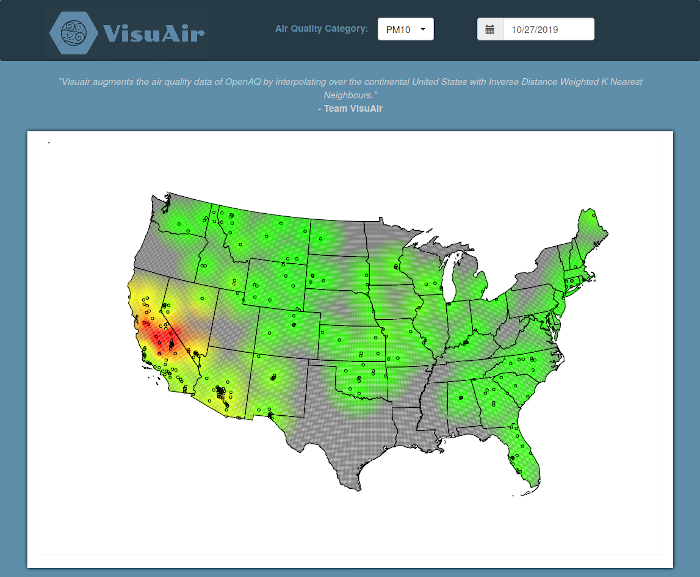 VisuAir
Air Quality Category:
PM10
10/27/2019
"Visuair augments the air quality data of OpenAQ by interpolating over the continental United States with Inverse Distance Weighted K Nearest
Neighbours."
- Team VisuAir